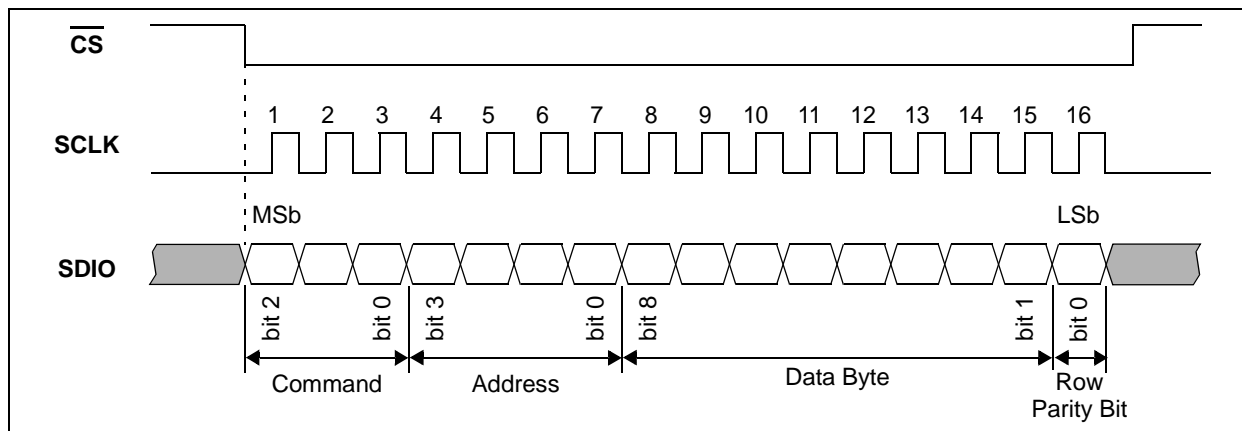 CS
1 2 3 4 5 6 7 8 9 10 11 12 13 14 15 16
SCLK
MSb LSb
SDIO
bit 2 bit 0 bit 3 bit 0 bit 8 bit 1 bit 0
Command Address Data Byte Row
Parity Bit